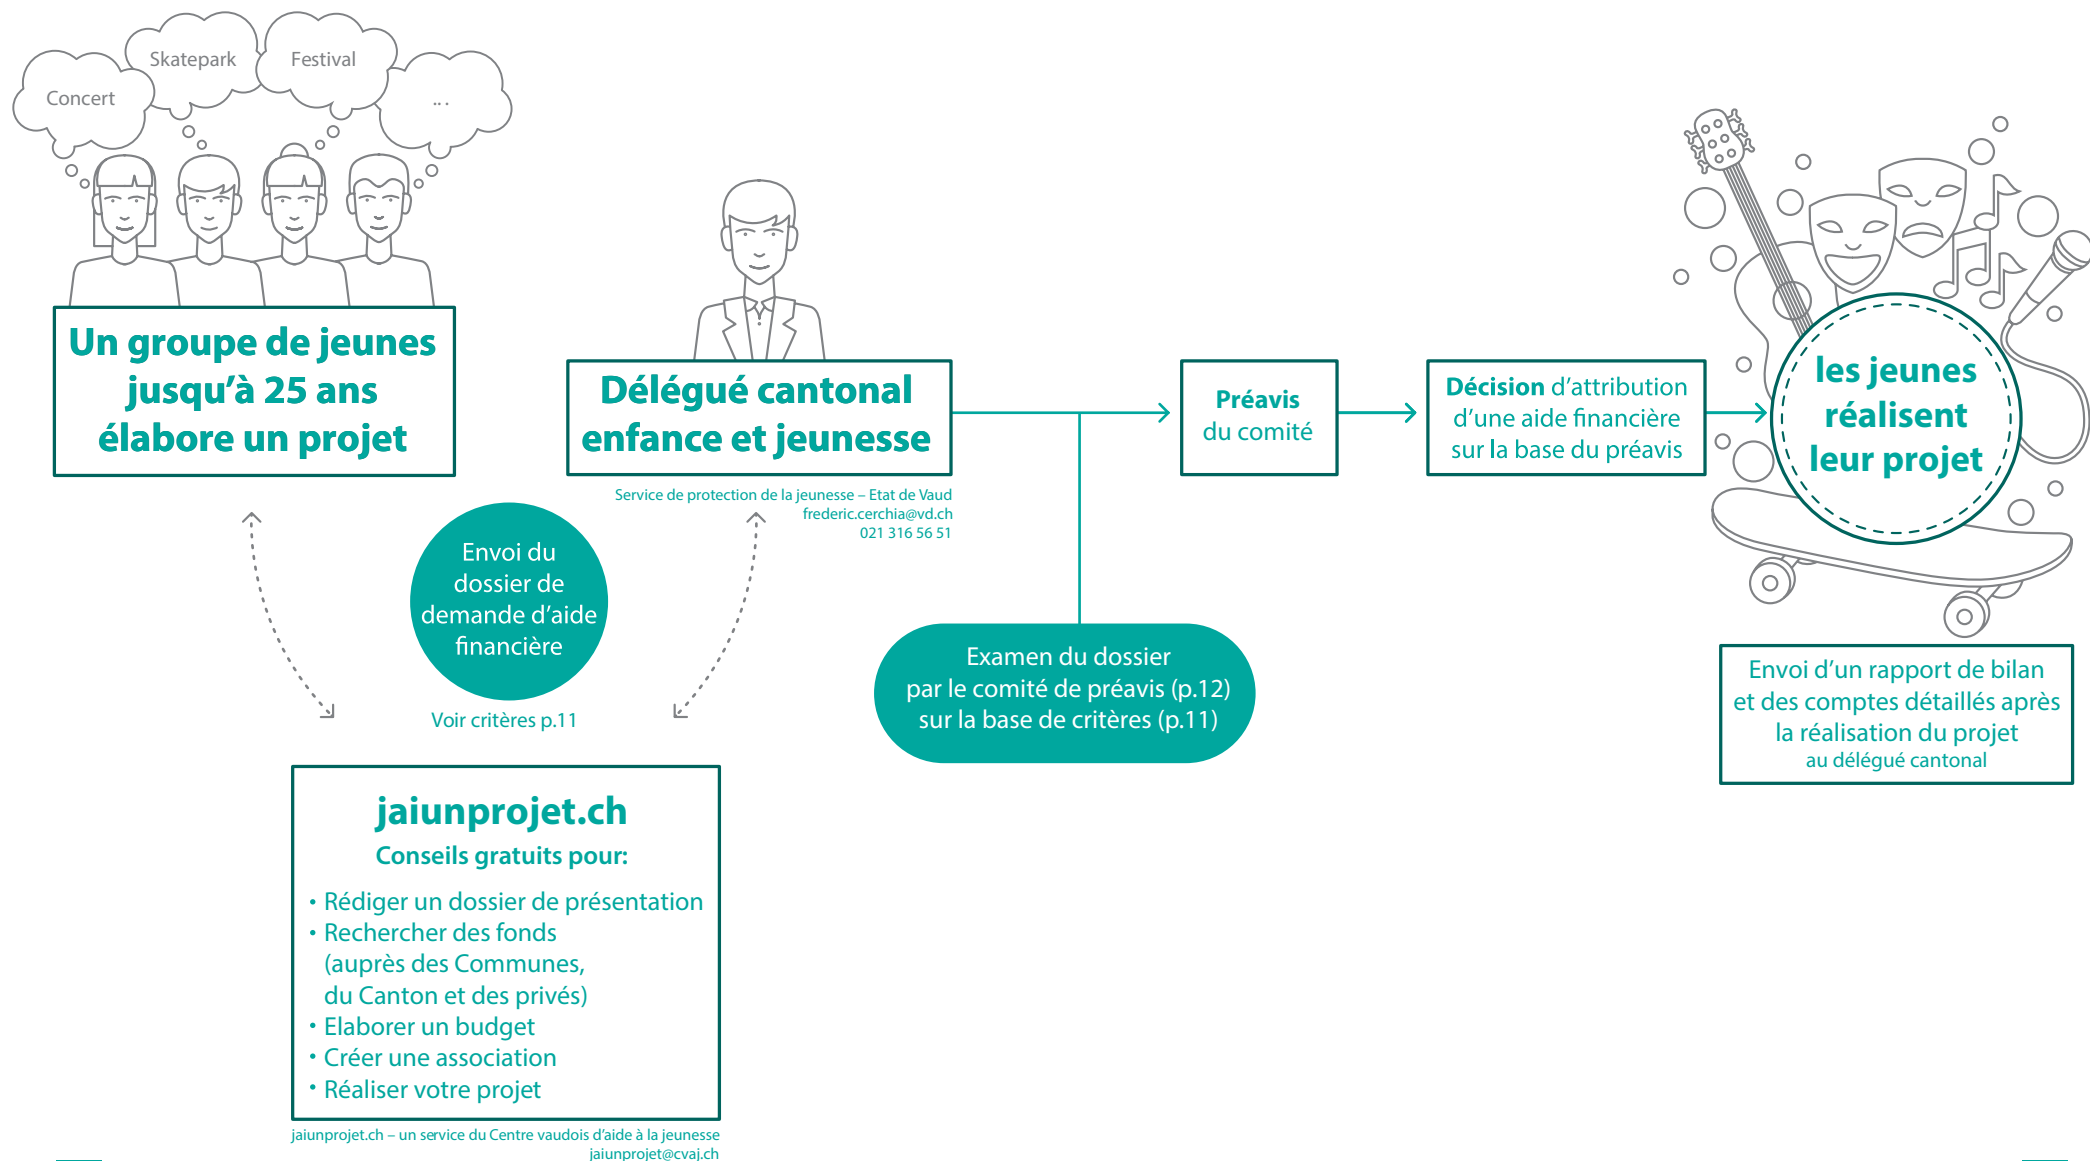 Concert
Skatepark
Festival
...
Un groupe de jeunes
jusqu'à 25 ans
élabore un projet
Délégué cantonal
enfance et jeunesse
Service de protection de la jeunesse – Etat de Vaud
frederic.cerchia@vd.ch
021 316 56 51
Envoi du
dossier de
demande d'aide
financière
Voir critères p.11
jaiunprojet.ch
Conseils gratuits pour:
• Rédiger un dossier de présentation
• Rechercher des fonds
(auprès des Communes,
du Canton et des privés)
• Elaborer un budget
• Créer une association
• Réaliser votre projet
jaiunprojet.ch – un service du Centre vaudois d'aide à la jeunesse
jaiunprojet@cvaj.ch
Examen du dossier
par le comité de préavis (p.12)
sur la base de critères (p.11)
Préavis
du comité
Décision d'attribution
d'une aide financière
sur la base du préavis
les jeunes
réalisent
leur projet
Envoi d'un rapport de bilan
et des comptes détaillés après
la réalisation du projet
au délégué cantonal